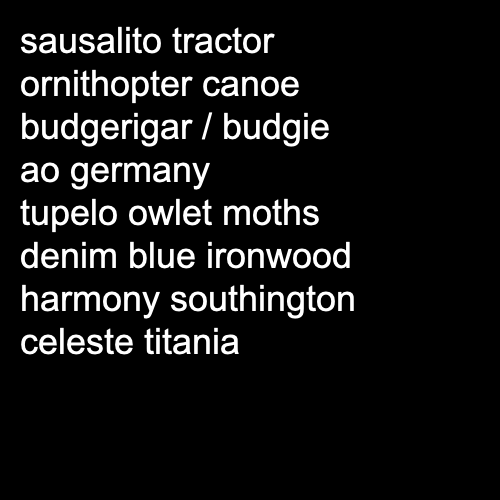 sausalito tractor
ornithopter canoe
budgerigar / budgie
ao germany
tupelo owlet moths
denim blue ironwood
harmony southington
celeste titania